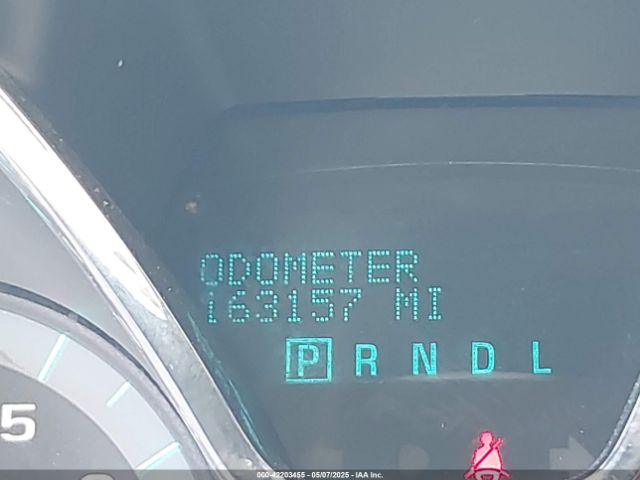 ODOMETER
163157 MI
P R N D L
5
000-42203455 - 05/07/2025 - IAA Inc.